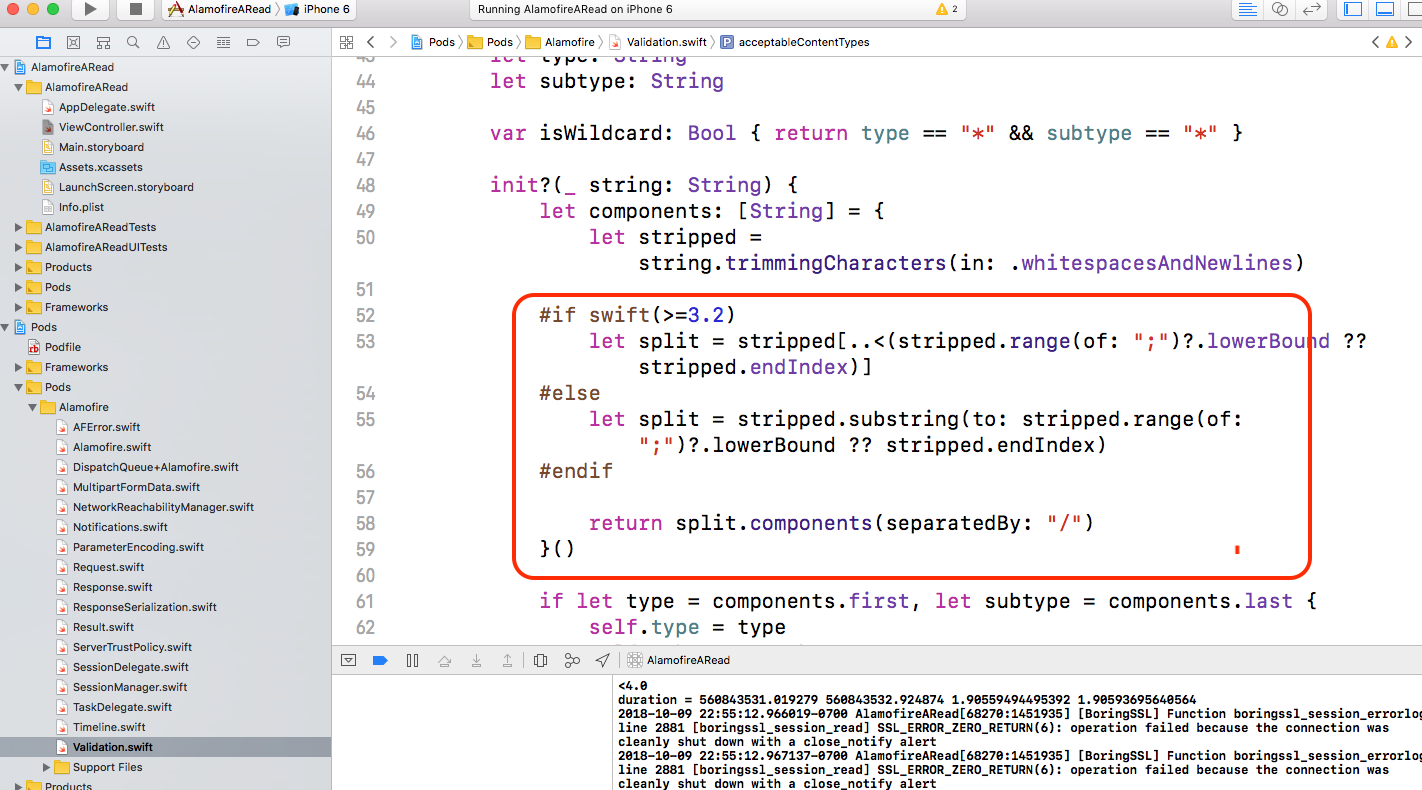 AlamofireARead
iPhone 6
Running AlamofireARead on iPhone 6
2
Pods
Pods
Alamofire
Validation.swift
P
acceptableContentTypes
AlamofireARead
AlamofireARead
AppDelegate.swift
ViewController.swift
Main.storyboard
Assets.xcassets
LaunchScreen.storyboard
Info.plist
AlamofireAReadTests
AlamofireAReadUITests
Products
Pods
Frameworks
Pods
rb
Podfile
Frameworks
Pods
Alamofire
AFError.swift
Alamofire.swift
DispatchQueue+Alamofire.swift
MultipartFormData.swift
NetworkReachabilityManager.swift
Notifications.swift
ParameterEncoding.swift
Request.swift
Response.swift
ResponseSerialization.swift
Result.swift
ServerTrustPolicy.swift
SessionDelegate.swift
SessionManager.swift
TaskDelegate.swift
Timeline.swift
Validation.swift
Support Files
Products
43 let type: String
44 let subtype: String
45
46 var isWildcard: Bool { return type == "*" && subtype == "*" }
47
48 init?(_ string: String) {
49 let components: [String] = {
50 let stripped =
string.trimmingCharacters(in: .whitespacesAndNewlines)
51
52 #if swift(>=3.2)
53 let split = stripped[..<(stripped.range(of: ";")?.lowerBound ??
stripped.endIndex)]
54 #else
55 let split = stripped.substring(to: stripped.range(of:
";")?.lowerBound ?? stripped.endIndex)
56 #endif
57
58 return split.components(separatedBy: "/")
59 }()
60
61 if let type = components.first, let subtype = components.last {
62 self.type = type
AlamofireARead
<4.0
duration = 560843531.019279 560843532.924874 1.90559494495392 1.90593695640564
2018-10-09 22:55:12.966019-0700 AlamofireARead[68270:1451935] [BoringSSL] Function boringssl_session_errorlog
line 2881 [boringssl_session_read] SSL_ERROR_ZERO_RETURN(6): operation failed because the connection was
cleanly shut down with a close_notify alert
2018-10-09 22:55:12.967137-0700 AlamofireARead[68270:1451935] [BoringSSL] Function boringssl_session_errorlog
line 2881 [boringssl_session_read] SSL_ERROR_ZERO_RETURN(6): operation failed because the connection was
cleanly shut down with a close_notify alert